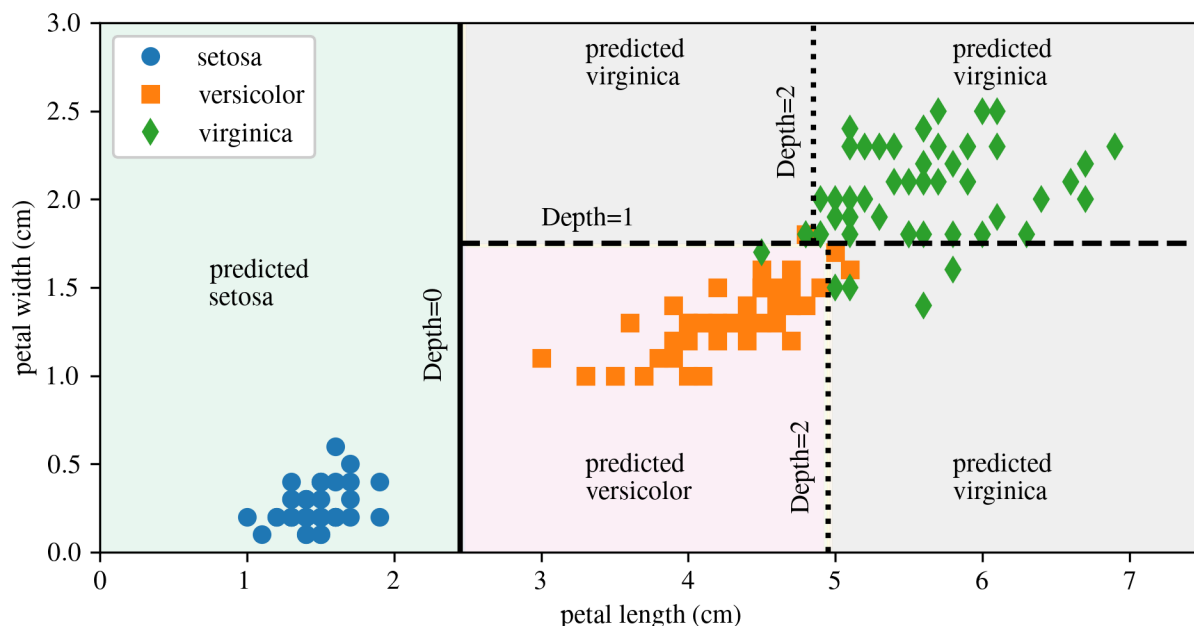 3.0
2.5
2.0
1.5
1.0
0.5
0.0
petal width (cm)
setosa
versicolor
virginica
predicted
setosa
Depth=0
predicted
virginica
Depth=2
predicted
virginica
Depth=1
predicted
versicolor
Depth=2
predicted
virginica
0
1
2
3
4
5
6
7
petal length (cm)